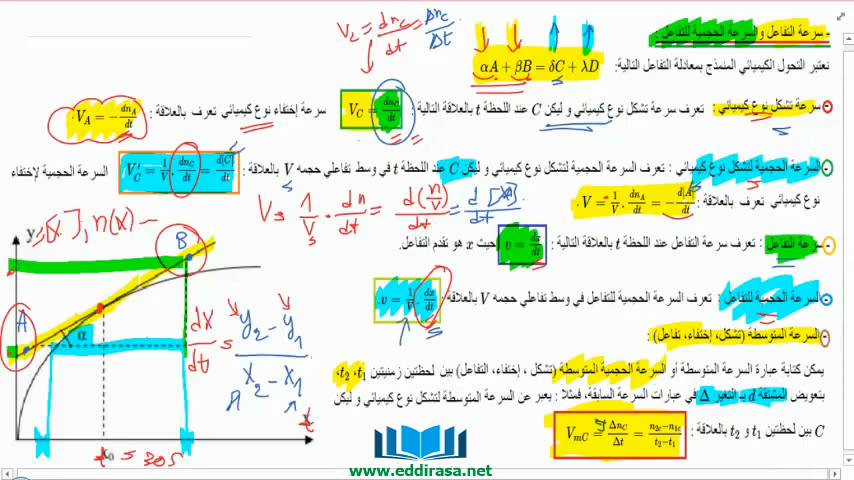 - سرعة التفاعل والسرعة الحجمية للتفاعل :
نعتبر التحول الكيميائي المنمذج بمعادلة التفاعل التالية: αA + βB = δC + λD
سرعة تشكل نوع كيميائي : تعرف سرعة تشكل نوع كيميائي و ليكن C عند اللحظة t بالعلاقة التالية: V_C = dn_C/dt سرعة إختفاء نوع كيميائي تعرف بالعلاقة : V_A = −dn_A/dt.
السرعة الحجمية لتشكل نوع كيميائي : تعرف السرعة الحجمية لتشكل نوع كيميائي و ليكن C عند اللحظة t في وسط تفاعلي حجمه V بالعلاقة: V'_C = 1/V . dn_C/dt = d[C]/dt السرعة الحجمية لإختفاء
نوع كيميائي تعرف بالعلاقة: V = 1/V . dn_A/dt = −d[A]/dt.
V = 1/V . dn/dt = d(n/V)/dt = d[X]/dt
سرعة التفاعل : تعرف سرعة التفاعل عند اللحظة t بالعلاقة التالية: v = dx/dt حيث x هو تقدم التفاعل.
السرعة الحجمية للتفاعل : تعرف السرعة الحجمية للتفاعل في وسط تفاعلي حجمه V بالعلاقة: v = 1/V . dx/dt.
السرعة المتوسطة (تشكل، إختفاء، تفاعل) :
يمكن كتابة عبارة السرعة المتوسطة أو السرعة الحجمية المتوسطة (تشكل ، إختفاء، التفاعل) بين لحظتين زمنيتين t1، t2،
بتعويض المشتقة d بـ التغير Δ في عبارات السرعة السابقة، فمثلا : يعبر عن السرعة المتوسطة لتشكل نوع كيميائي و ليكن
C بين لحظتين t1 و t2 بالعلاقة : V_mC = Δn_C/Δt = n_2C−n_1C/t2−t1
V_2 = dn_C/dt = Δn_C/Δt
y = [X], n(x)
A
B
α
dx/dt = y2 − y1/x2 − x1
t
= 30s
www.eddirasa.net